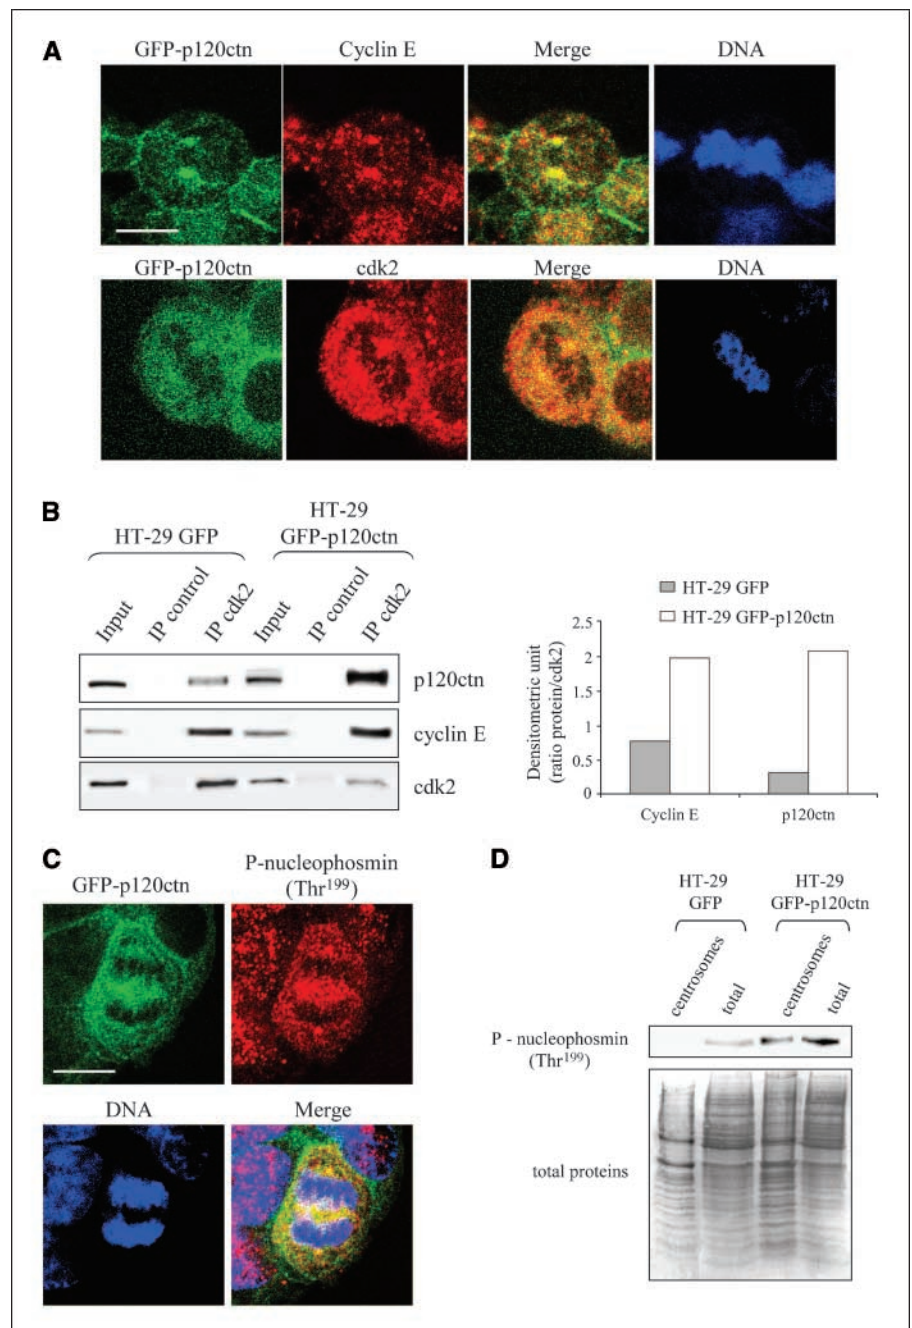 A
GFP-p120ctn Cyclin E Merge DNA
GFP-p120ctn cdk2 Merge DNA
B
HT-29 GFP
HT-29
GFP-p120ctn
Input IP control IP cdk2 Input IP control IP cdk2
p120ctn
cyclin E
cdk2
HT-29 GFP
HT-29 GFP-p120ctn
Densitometric unit
(ratio protein/cdk2)
2.5
2
1.5
1
0.5
0
Cyclin E p120ctn
C
GFP-p120ctn
P-nucleophosmin
(Thr199)
DNA Merge
D
HT-29
GFP
HT-29
GFP-p120ctn
centrosomes total centrosomes total
P - nucleophosmin
(Thr199)
total proteins